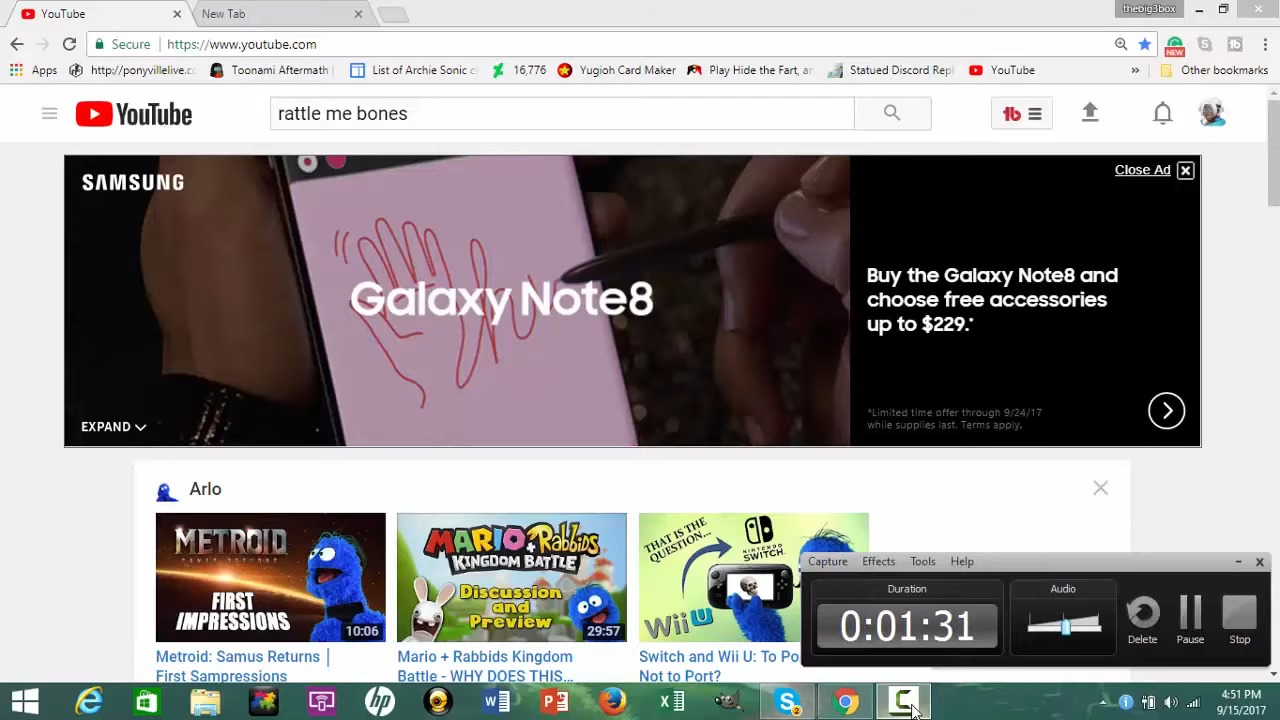 YouTube
New Tab
thebig3box
Secure
https://www.youtube.com
NEW
Apps
http://ponyvillelive.c
Toonami Aftermath
List of Archie Sonic c
16,776
Yugioh Card Maker
Play Hide the Fart, ar
Statued Discord Repl
YouTube
»
Other bookmarks
YouTube
rattle me bones
SAMSUNG
Close Ad
Galaxy Note8
Buy the Galaxy Note8 and
choose free accessories
up to $229.*
*Limited time offer through 9/24/17
while supplies last. Terms apply.
EXPAND
Arlo
METROID
FIRST
IMPRESSIONS
10:06
MARIO + Rabbids
KINGDOM BATTLE
Discussion
and
Preview
29:57
THAT IS THE
QUESTION...
NINTENDO
SWITCH
WiiU
Metroid: Samus Returns |
First Sampressions
Mario + Rabbids Kingdom
Battle - WHY DOES THIS...
Switch and Wii U: To Po
Not to Port?
Capture
Effects
Tools
Help
Duration
0:01:31
Audio
Delete
Pause
Stop
2
4:51 PM
9/15/2017